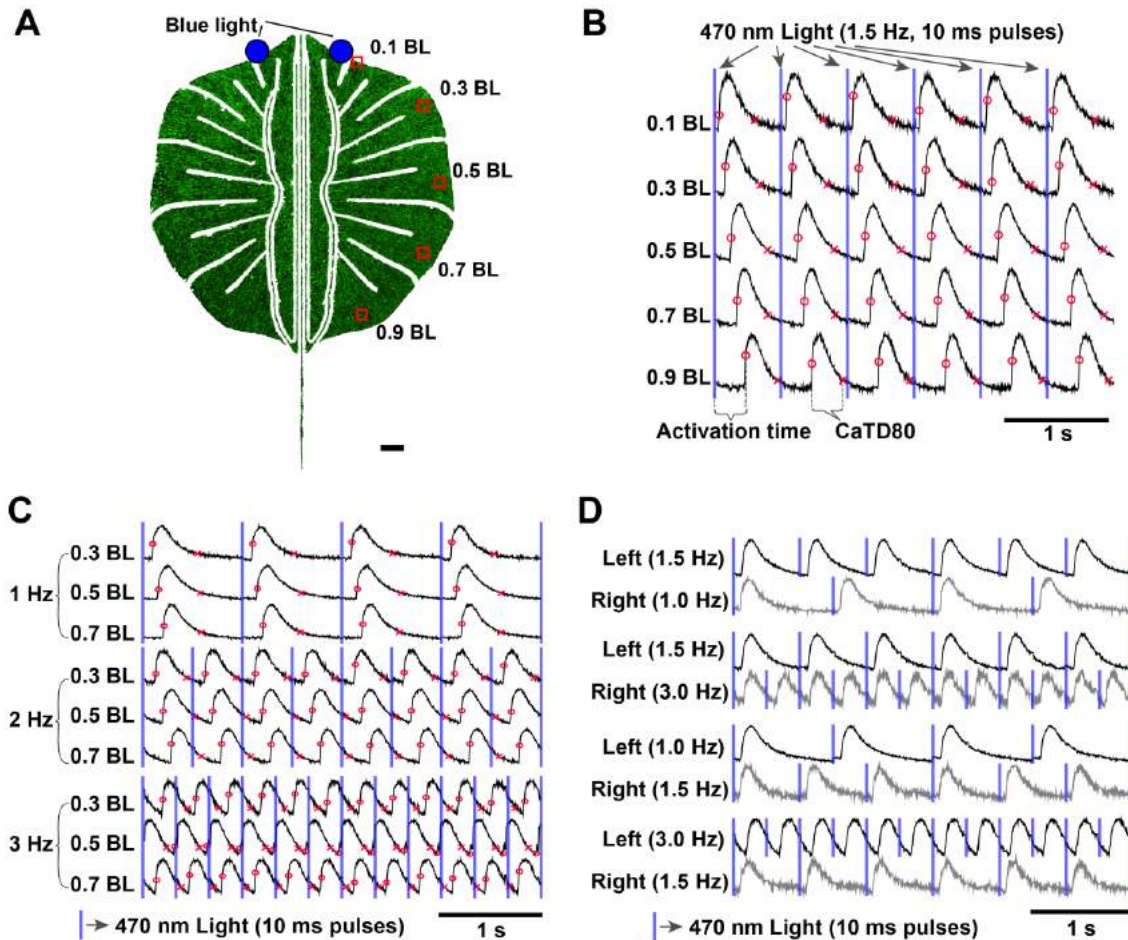 A
Blue light
0.1 BL
0.3 BL
0.5 BL
0.7 BL
0.9 BL
B
470 nm Light (1.5 Hz, 10 ms pulses)
0.1 BL
0.3 BL
0.5 BL
0.7 BL
0.9 BL
Activation time
CaTD80
1 s
C
1 Hz
0.3 BL
0.5 BL
0.7 BL
2 Hz
0.3 BL
0.5 BL
0.7 BL
3 Hz
0.3 BL
0.5 BL
0.7 BL
470 nm Light (10 ms pulses)
1 s
D
Left (1.5 Hz)
Right (1.0 Hz)
Left (1.5 Hz)
Right (3.0 Hz)
Left (1.0 Hz)
Right (1.5 Hz)
Left (3.0 Hz)
Right (1.5 Hz)
470 nm Light (10 ms pulses)
1 s